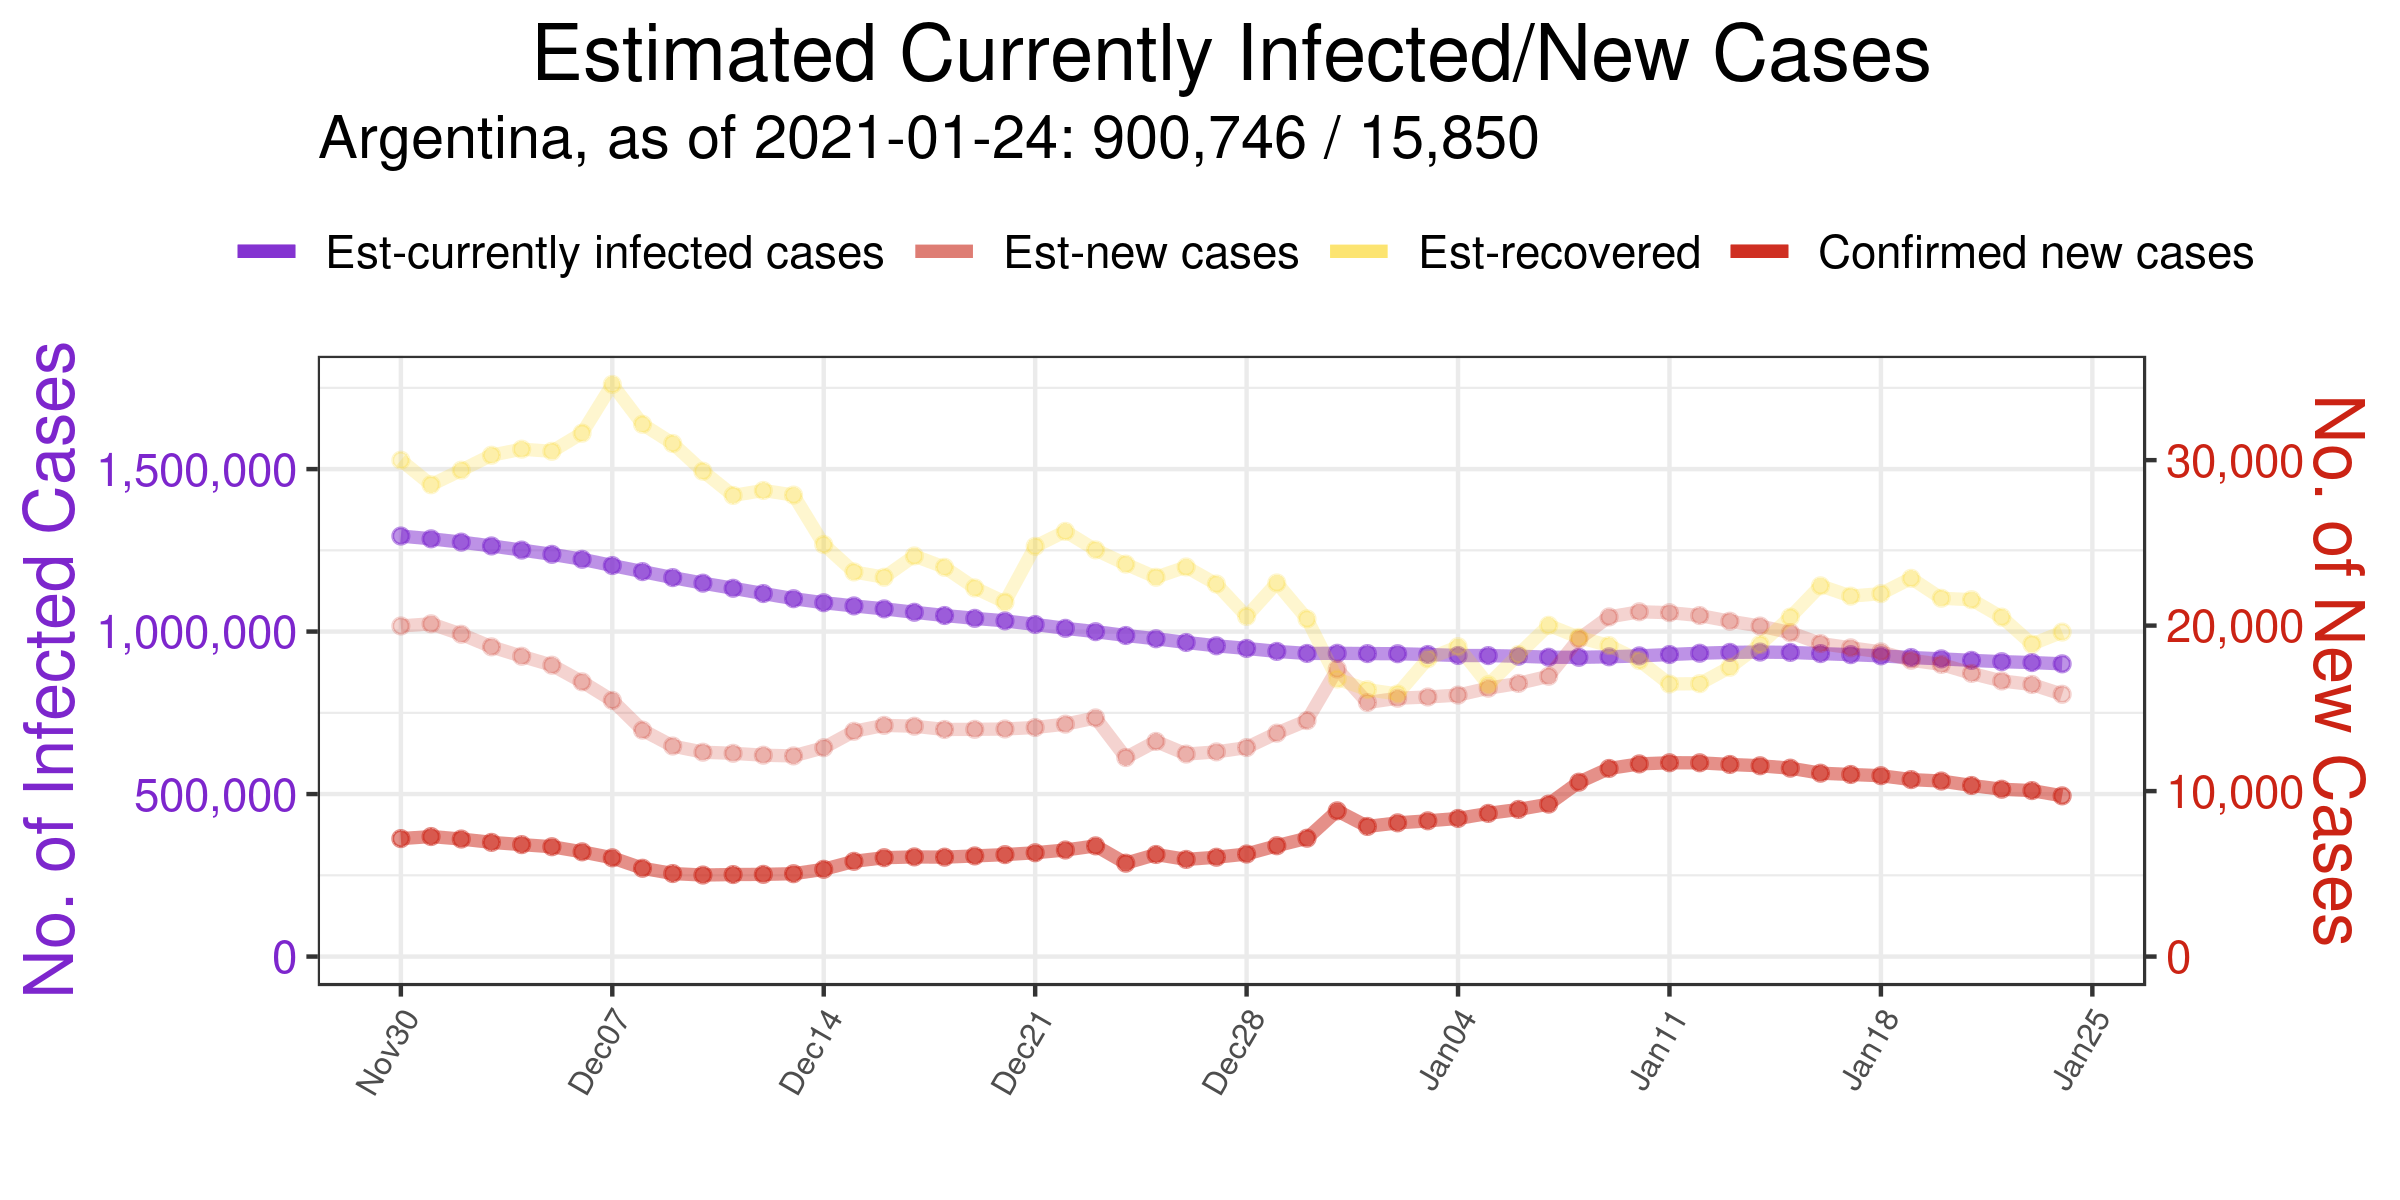 Estimated Currently Infected/New Cases
Argentina, as of 2021-01-24: 900,746 / 15,850
Est-currently infected cases Est-new cases Est-recovered Confirmed new cases
No. of Infected Cases
1,500,000
1,000,000
500,000
0
30,000
20,000
10,000
0
No. of New Cases
Nov30 Dec07 Dec14 Dec21 Dec28 Jan04 Jan11 Jan18 Jan25